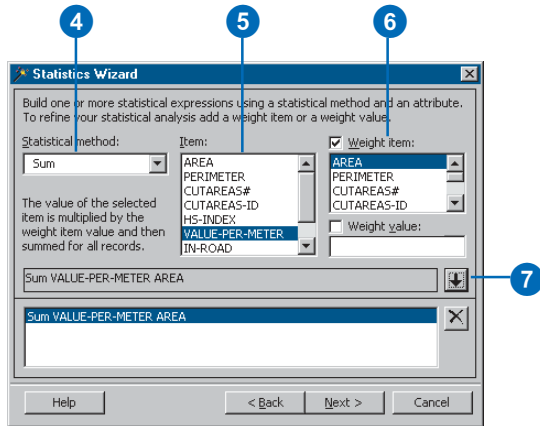 4 5 6
Statistics Wizard
Build one or more statistical expressions using a statistical method and an attribute.
To refine your statistical analysis add a weight item or a weight value.
Statistical method:
Sum
The value of the selected
item is multiplied by the
weight item value and then
summed for all records.
Item:
AREA
PERIMETER
CUTAREAS#
CUTAREAS-ID
HS-INDEX
VALUE-PER-METER
IN-ROAD
Weight item:
AREA
PERIMETER
CUTAREAS#
CUTAREAS-ID
Weight value:
Sum VALUE-PER-METER AREA
7
Sum VALUE-PER-METER AREA
Help < Back Next > Cancel